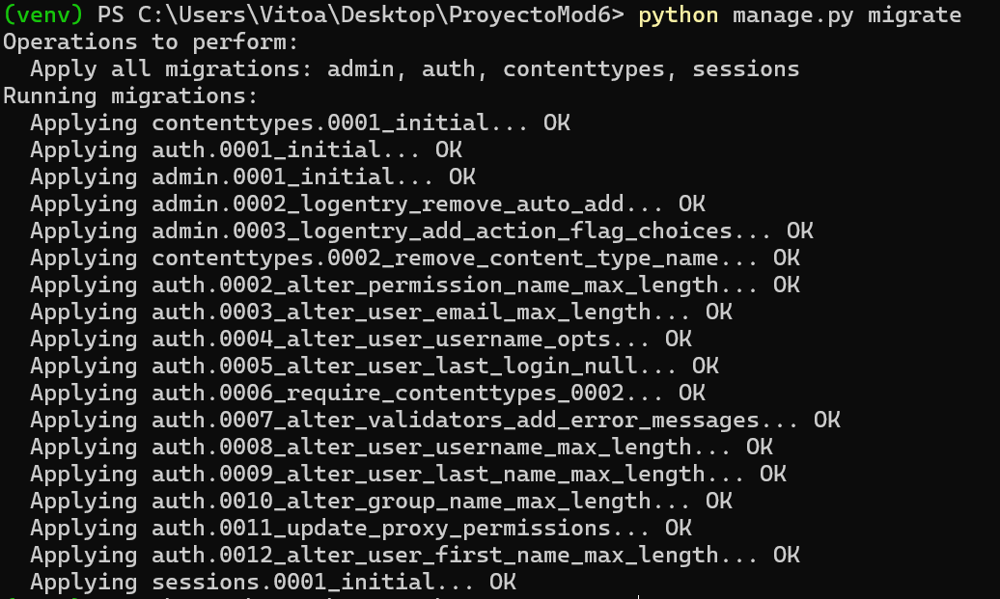 (venv) PS C:\Users\Vitoa\Desktop\ProyectoMod6> python manage.py migrate
Operations to perform:
  Apply all migrations: admin, auth, contenttypes, sessions
Running migrations:
  Applying contenttypes.0001_initial... OK
  Applying auth.0001_initial... OK
  Applying admin.0001_initial... OK
  Applying admin.0002_logentry_remove_auto_add... OK
  Applying admin.0003_logentry_add_action_flag_choices... OK
  Applying contenttypes.0002_remove_content_type_name... OK
  Applying auth.0002_alter_permission_name_max_length... OK
  Applying auth.0003_alter_user_email_max_length... OK
  Applying auth.0004_alter_user_username_opts... OK
  Applying auth.0005_alter_user_last_login_null... OK
  Applying auth.0006_require_contenttypes_0002... OK
  Applying auth.0007_alter_validators_add_error_messages... OK
  Applying auth.0008_alter_user_username_max_length... OK
  Applying auth.0009_alter_user_last_name_max_length... OK
  Applying auth.0010_alter_group_name_max_length... OK
  Applying auth.0011_update_proxy_permissions... OK
  Applying auth.0012_alter_user_first_name_max_length... OK
  Applying sessions.0001_initial... OK